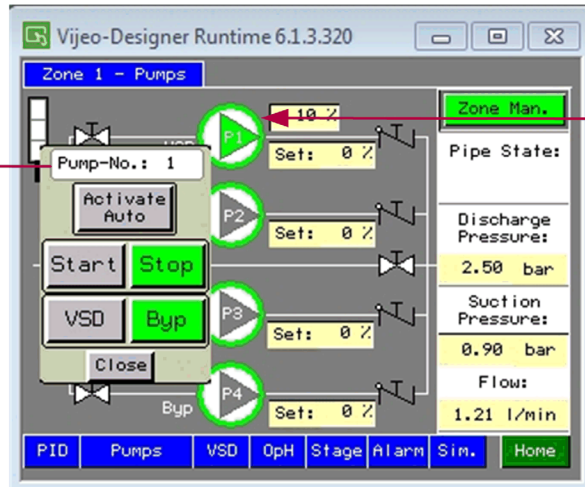 Vijeo-Designer Runtime 6.1.3.320
Zone 1 - Pumps
10 %
Zone Man.
P1
Set: 0 %
Pump-No.: 1
Pipe State:
Activate
Auto
P2
Set: 0 %
Discharge
Pressure:
Start Stop
2.50 bar
VSD Byp
P3
Set: 0 %
Suction
Pressure:
0.90 bar
Close
Flow:
P4
Byp
Set: 0 %
1.21 l/min
PID Pumps VSD OpH Stage Alarm Sim. Home